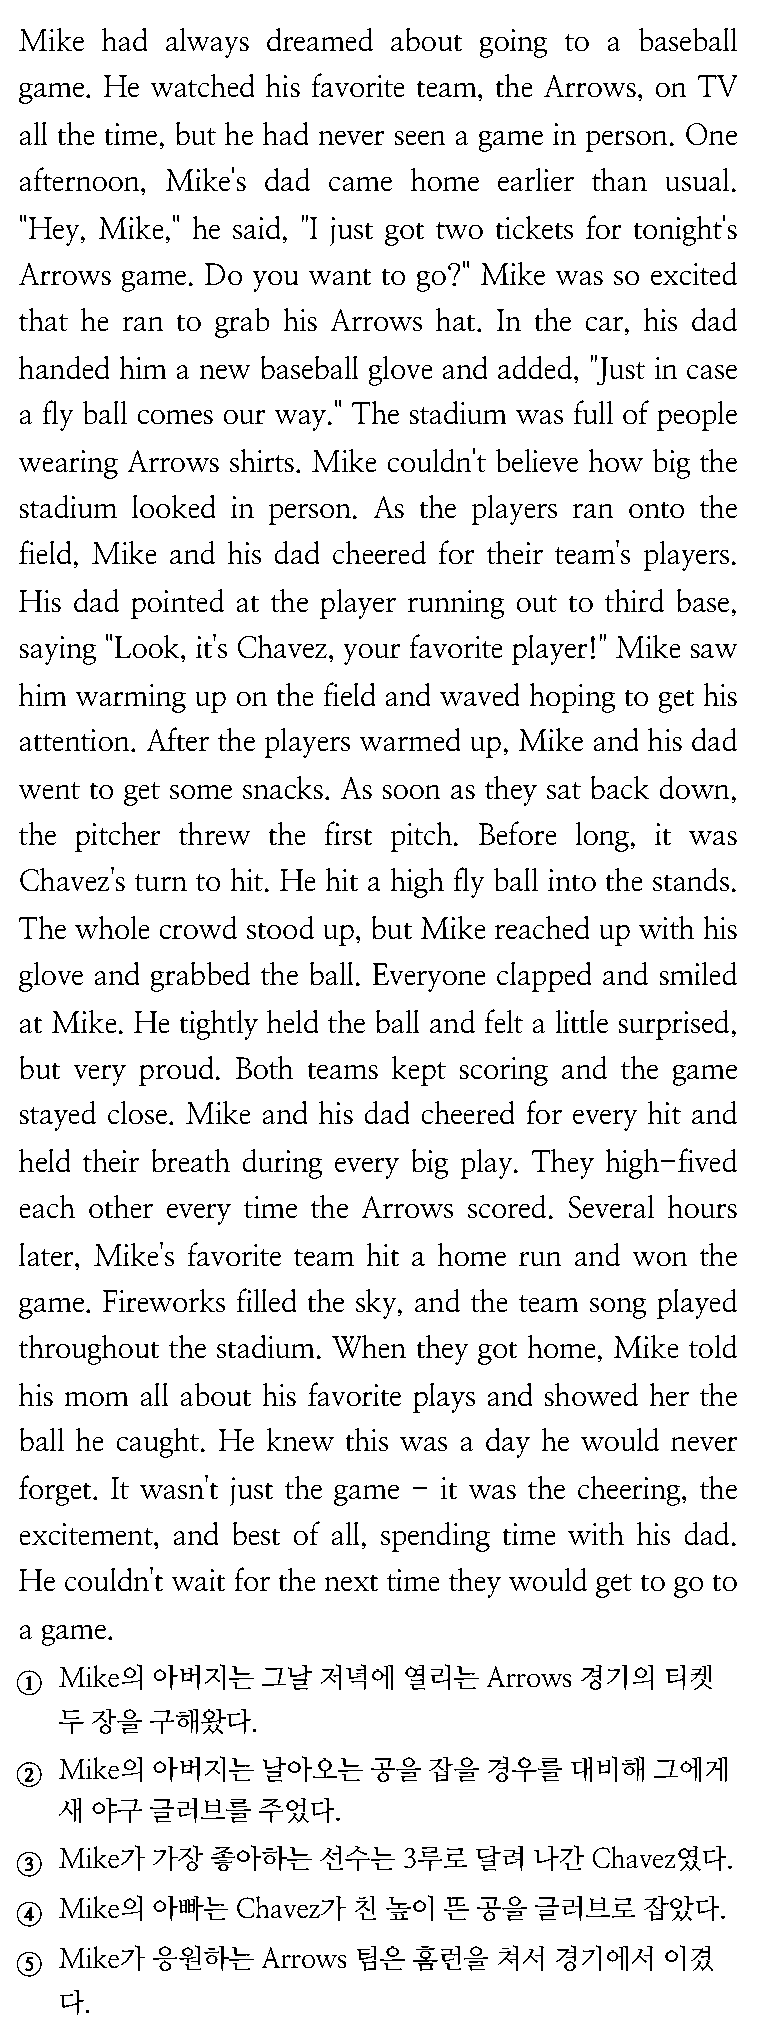 Mike had always dreamed about going to a baseball
game. He watched his favorite team, the Arrows, on TV
all the time, but he had never seen a game in person. One
afternoon, Mike's dad came home earlier than usual.
"Hey, Mike," he said, "I just got two tickets for tonight's
Arrows game. Do you want to go?" Mike was so excited
that he ran to grab his Arrows hat. In the car, his dad
handed him a new baseball glove and added, "Just in case
a fly ball comes our way." The stadium was full of people
wearing Arrows shirts. Mike couldn't believe how big the
stadium looked in person. As the players ran onto the
field, Mike and his dad cheered for their team's players.
His dad pointed at the player running out to third base,
saying "Look, it's Chavez, your favorite player!" Mike saw
him warming up on the field and waved hoping to get his
attention. After the players warmed up, Mike and his dad
went to get some snacks. As soon as they sat back down,
the pitcher threw the first pitch. Before long, it was
Chavez's turn to hit. He hit a high fly ball into the stands.
The whole crowd stood up, but Mike reached up with his
glove and grabbed the ball. Everyone clapped and smiled
at Mike. He tightly held the ball and felt a little surprised,
but very proud. Both teams kept scoring and the game
stayed close. Mike and his dad cheered for every hit and
held their breath during every big play. They high-fived
each other every time the Arrows scored. Several hours
later, Mike's favorite team hit a home run and won the
game. Fireworks filled the sky, and the team song played
throughout the stadium. When they got home, Mike told
his mom all about his favorite plays and showed her the
ball he caught. He knew this was a day he would never
forget. It wasn't just the game - it was the cheering, the
excitement, and best of all, spending time with his dad.
He couldn't wait for the next time they would get to go to
a game.
① Mike의 아버지는 그날 저녁에 열리는 Arrows 경기의 티켓
두 장을 구해왔다.
② Mike의 아버지는 날아오는 공을 잡을 경우를 대비해 그에게
새 야구 글러브를 주었다.
③ Mike가 가장 좋아하는 선수는 3루로 달려 나간 Chavez였다.
④ Mike의 아빠는 Chavez가 친 높이 뜬 공을 글러브로 잡았다.
⑤ Mike가 응원하는 Arrows 팀은 홈런을 쳐서 경기에서 이겼
다.